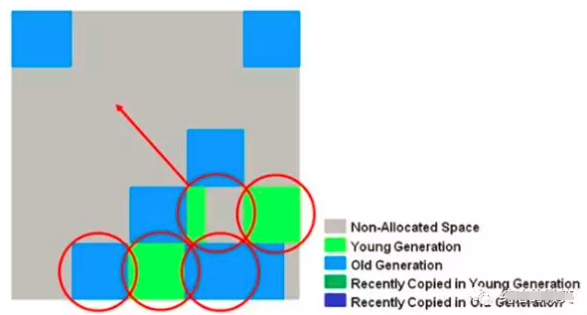 Non-Allocated Space
Young Generation
Old Generation
Recently Copied in Young Generation
Recently Copied in Old Generation